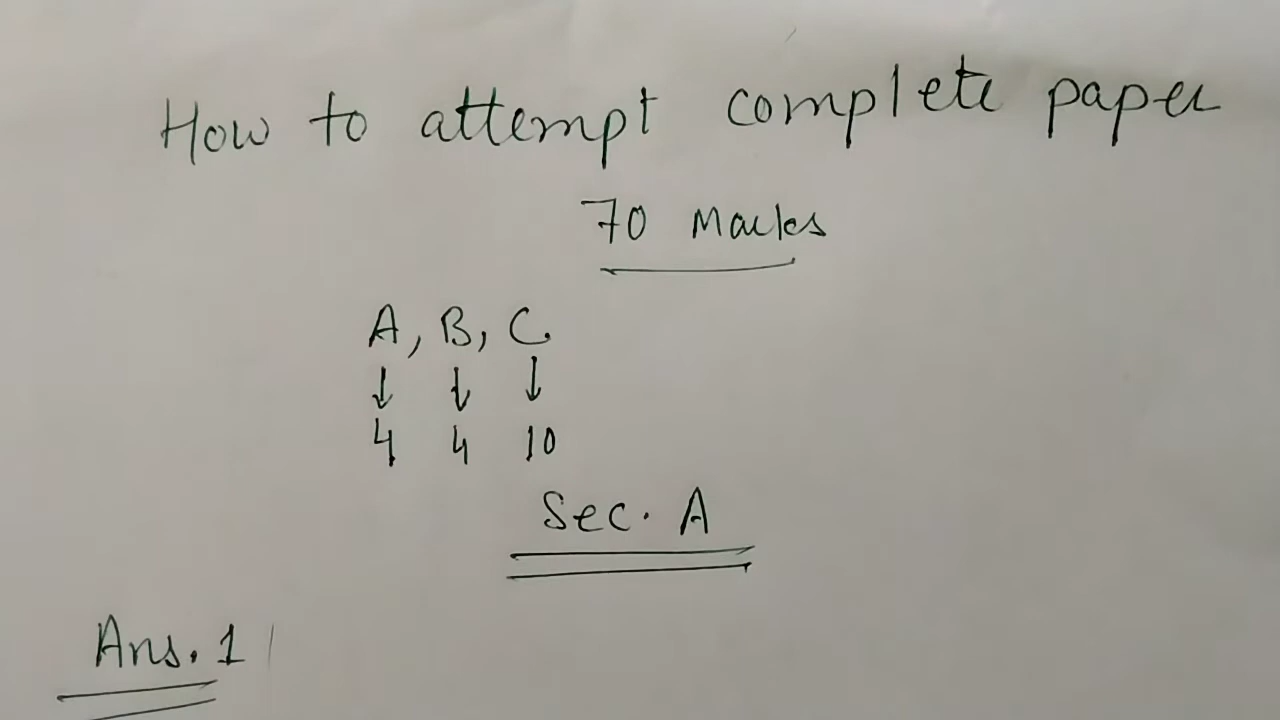 How to attempt complete paper
70 Marks
A, B, C.
↓ ↓ ↓
4 4 10
Sec. A
Ans. 1